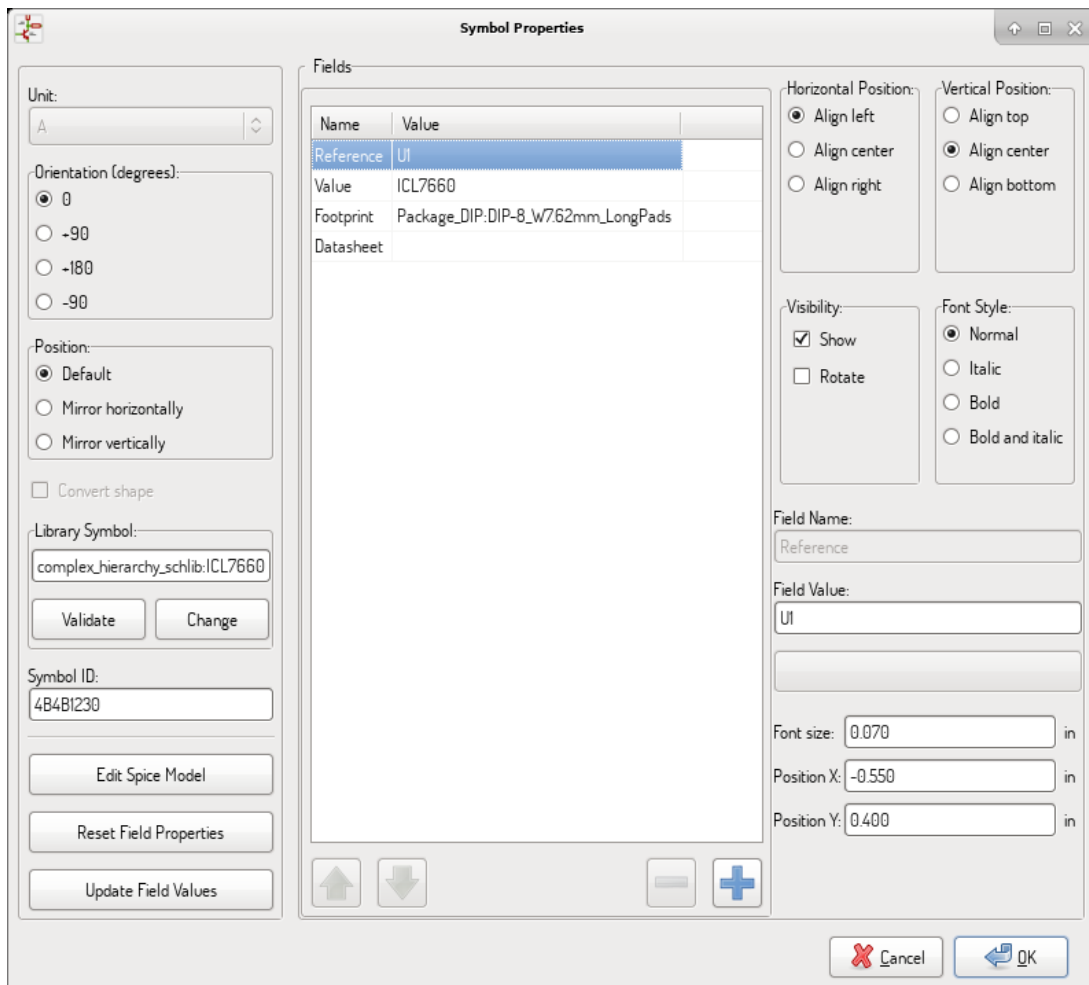 Symbol Properties
Unit:
A
Orientation (degrees):
0
+90
+180
-90
Position:
Default
Mirror horizontally
Mirror vertically
Convert shape
Library Symbol:
complex_hierarchy_schlib:ICL7660
Validate Change
Symbol ID:
4B4B1230
Edit Spice Model
Reset Field Properties
Update Field Values
Fields
Name Value
Reference U1
Value ICL7660
Footprint Package_DIP:DIP-8_W7.62mm_LongPads
Datasheet
Horizontal Position:
Align left
Align center
Align right
Vertical Position:
Align top
Align center
Align bottom
Visibility:
Show
Rotate
Font Style:
Normal
Italic
Bold
Bold and italic
Field Name:
Reference
Field Value:
U1
Font size: 0.070 in
Position X: -0.550 in
Position Y: 0.400 in
Cancel OK